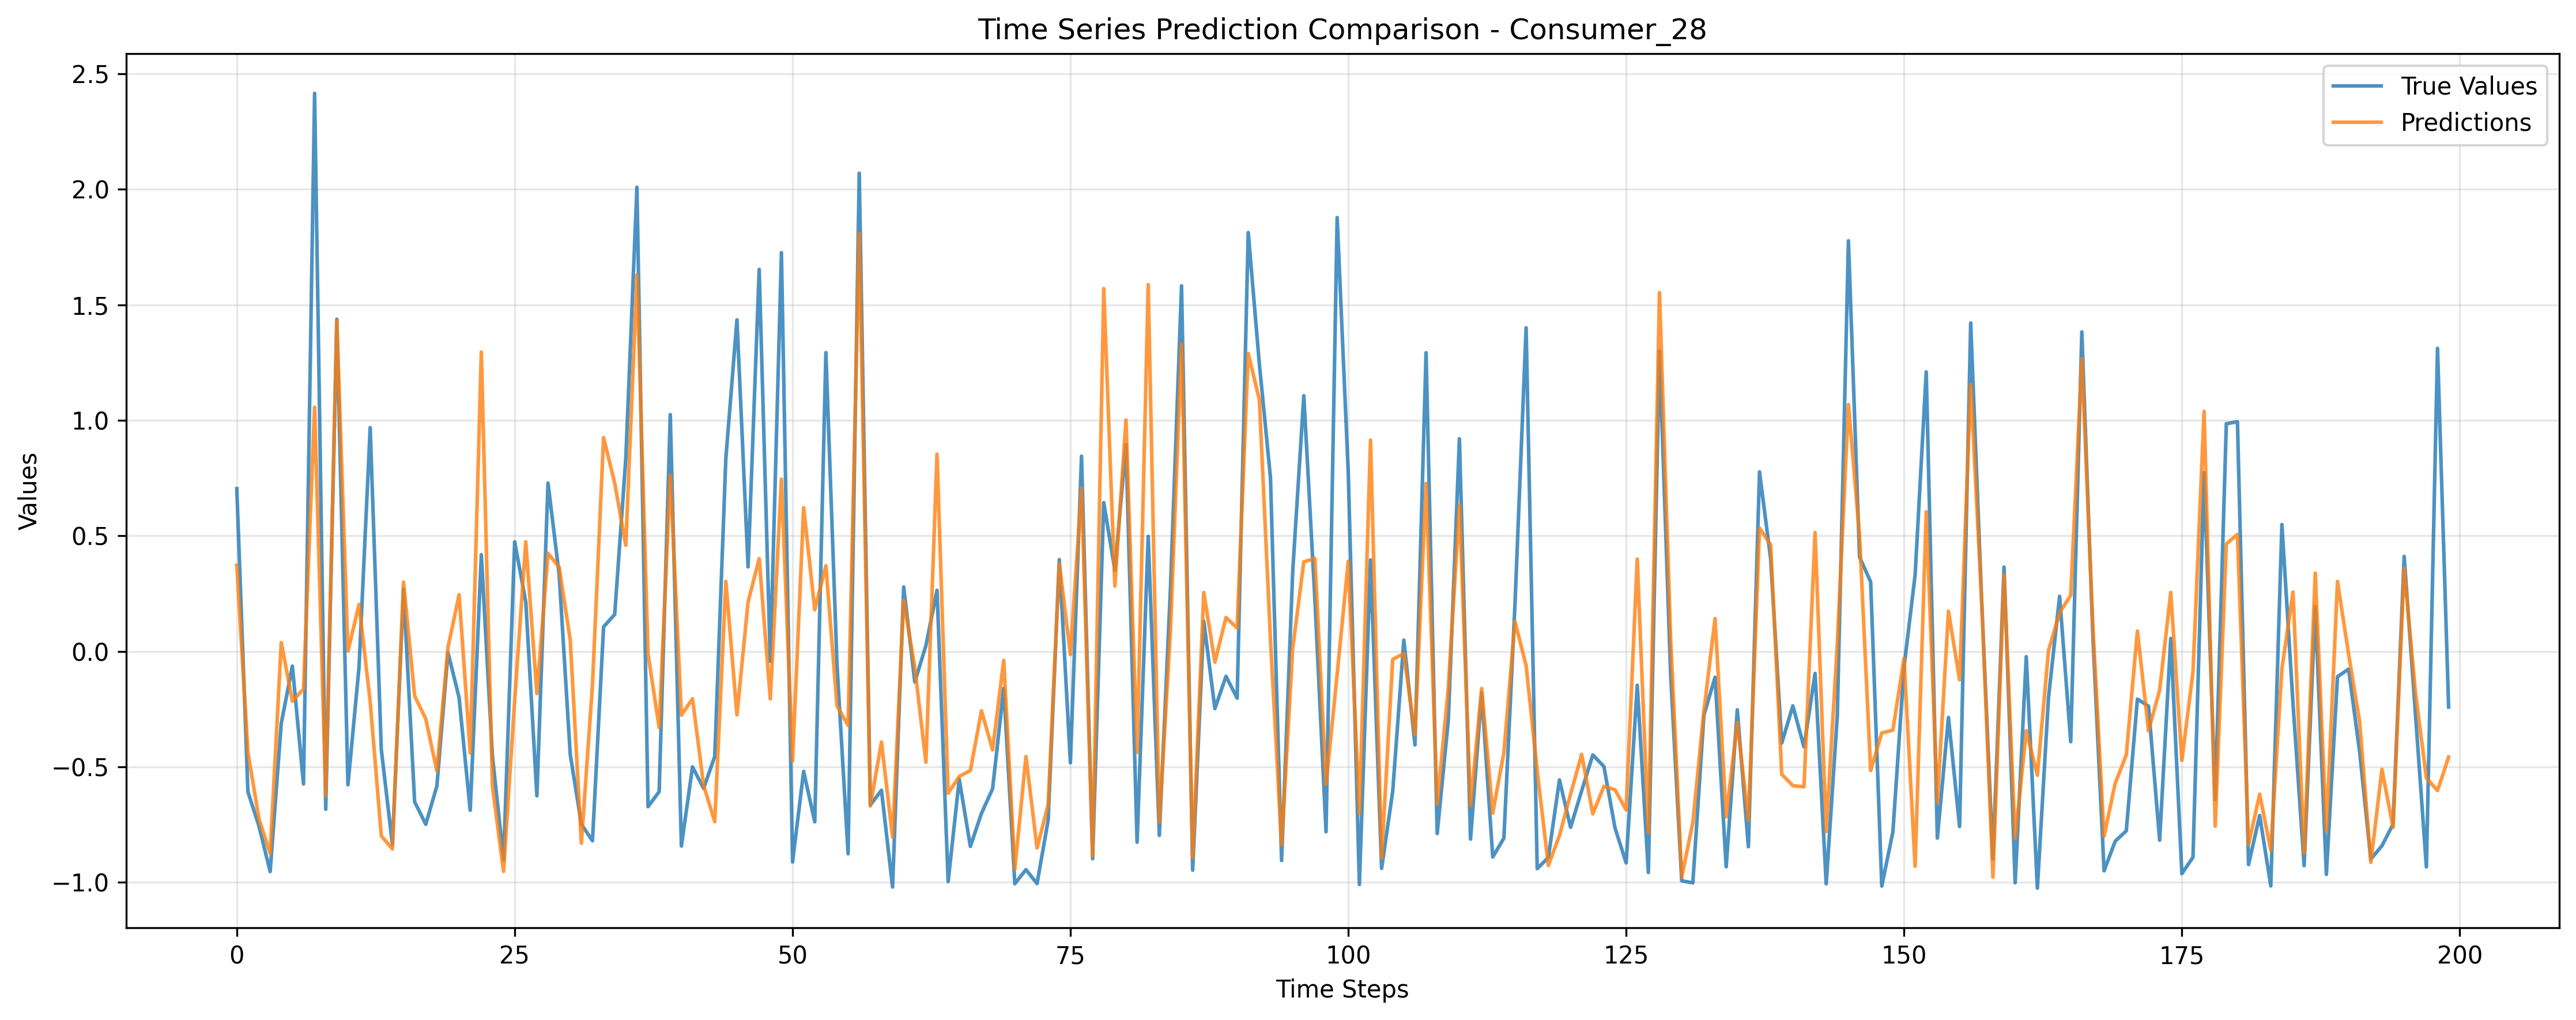 Time Series Prediction Comparison - Consumer_28
True Values
Predictions
Values
2.5
2.0
1.5
1.0
0.5
0.0
−0.5
−1.0
0 25 50 75 100 125 150 175 200
Time Steps